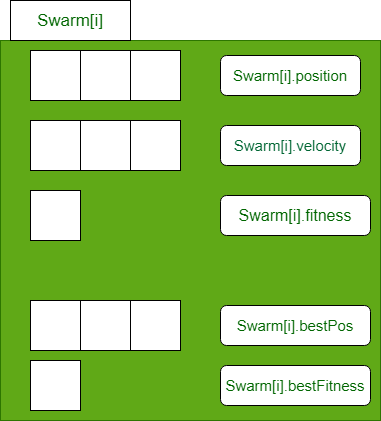 Swarm[i]
Swarm[i].position
Swarm[i].velocity
Swarm[i].fitness
Swarm[i].bestPos
Swarm[i].bestFitness